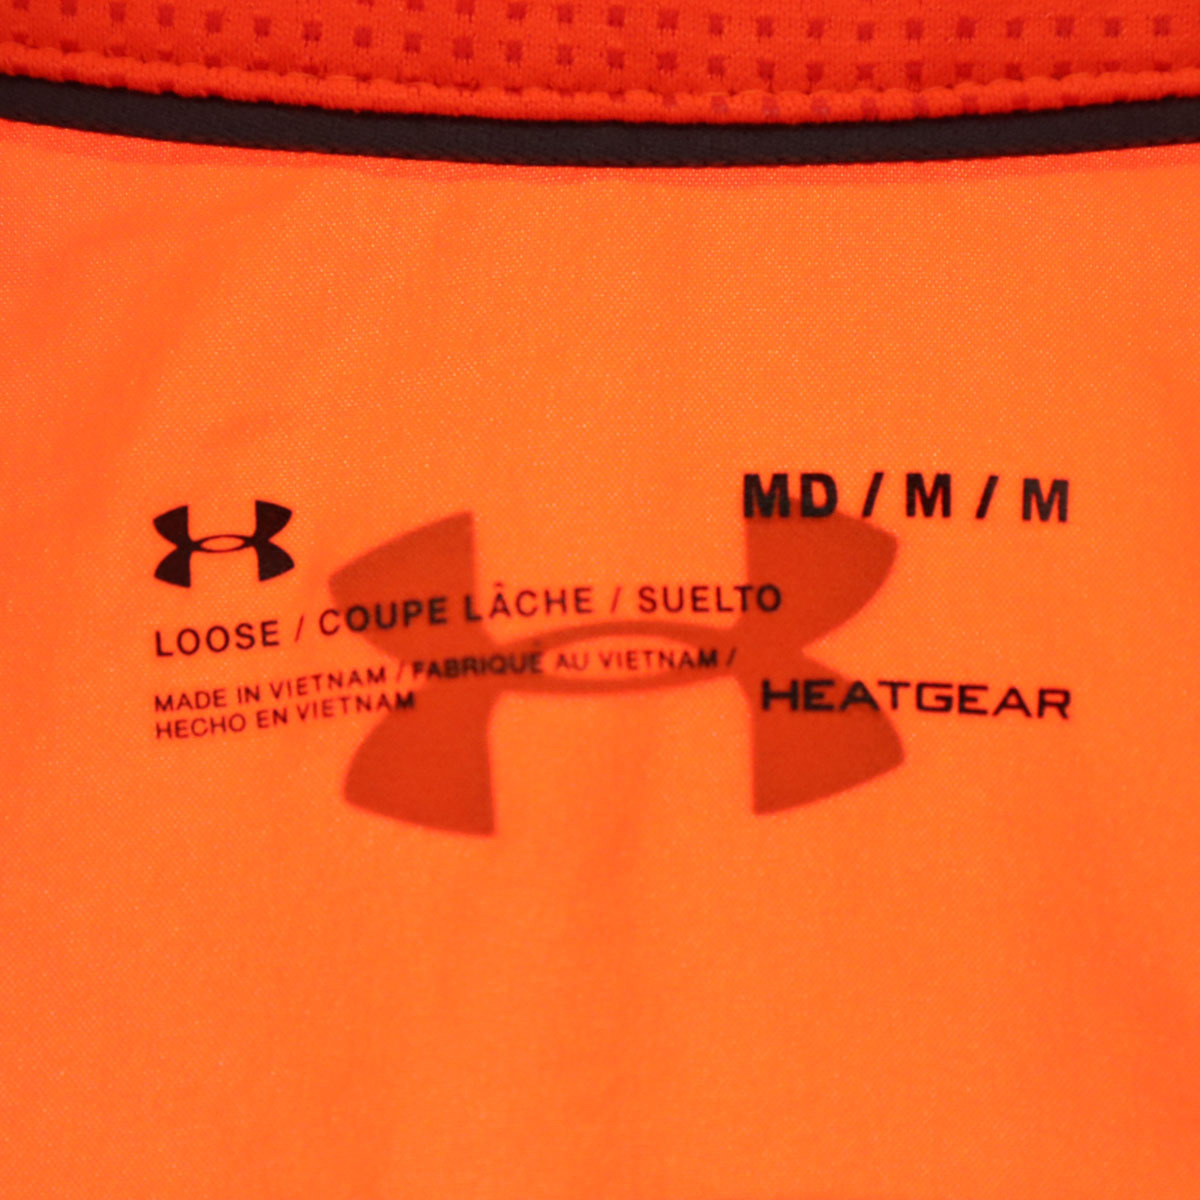 MD / M / M
LOOSE / COUPE LÂCHE / SUELTO
MADE IN VIETNAM / FABRIQUÉ AU VIETNAM /
HECHO EN VIETNAM
HEATGEAR